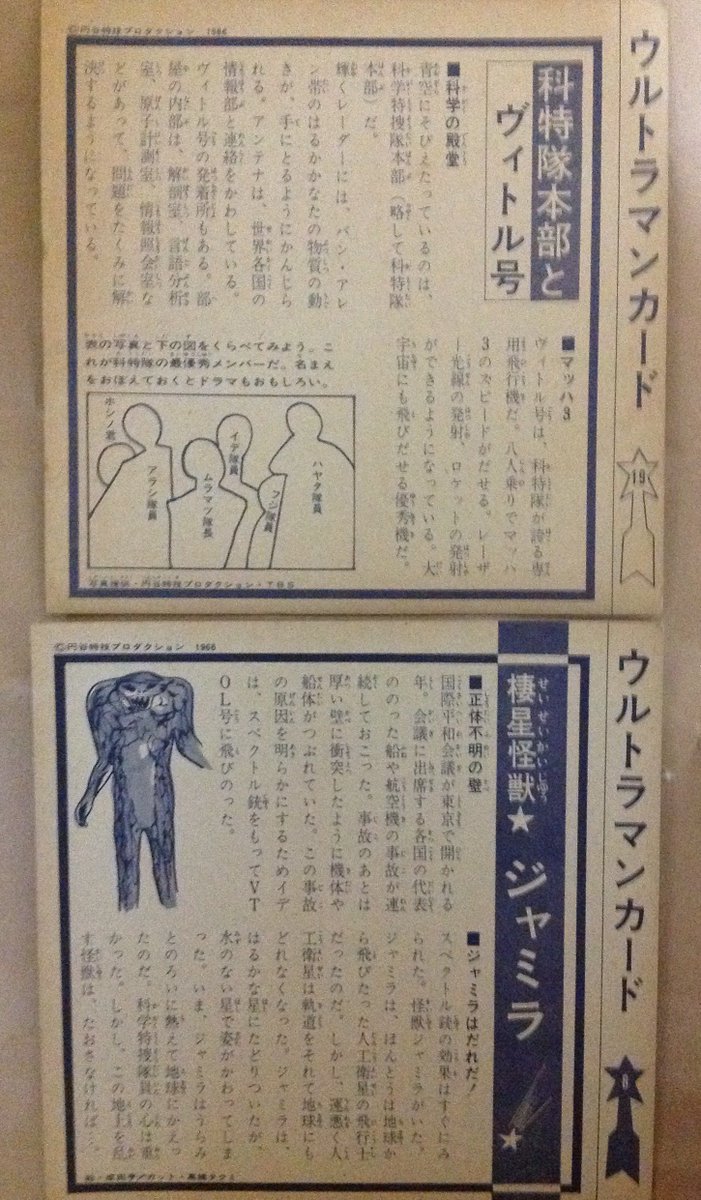 ウルトラマンカード
19
©円谷特技プロダクション 1966
科特隊本部と
ヴィトル号
■科学の殿堂
青空にそびえたっているのは、
科学特捜隊本部（略して科特隊
本部）だ。
輝くレーダーには、バン・アレ
ン帯のはるかかなたの物質の動
きが、手にとるようにかんじら
れる。アンテナは、世界各国の
情報部と連絡をかわしている。
ヴィトル号の発着所もある。部
屋の内部は、解剖室、言語分析
室、原子計測室、情報照会室な
どがあって、問題をたくみに解
決するようになっている。
■マッハ3
ヴィトル号は、科特隊が誇る専
用飛行機だ。八人乗りでマッハ
3のスピードがだせる。レーザ
ー光線の発射、ロケットの発射
ができるようになっている。大
宇宙にも飛びだせる優秀機だ。
表の写真と下の図をくらべてみよう。こ
れが科特隊の最優秀メンバーだ。名まえ
をおぼえておくとドラマもおもしろい。
ハヤタ隊員
フジ隊員
イデ隊員
ムラマツ隊長
アラン隊員
ホシノ君
写真提供・円谷特技プロダクション・TBS
ウルトラマンカード
©円谷特技プロダクション 1966
棲星怪獣★ジャミラ
せいせいかいじゅう
■正体不明の壁
国際平和会議が東京で開かれる
年。会議に出席する各国の代表
ののった船や航空機の事故が連
続しておこった。事故のあとは
厚い壁に衝突したように機体や
船体がつぶれていた。この事故
の原因を明らかにするためイデ
は、スペクトル銃をもってVT
OL号に飛びのった。
■ジャミラはだれだ!
スペクトル銃の効果はすぐにみ
られた。怪獣ジャミラがいた。
ジャミラは、ほんとうは地球か
ら飛びたった人工衛星の飛行士
だったのだ。しかし、運悪く人
工衛星は軌道をそれて地球にも
どれなくなった。ジャミラは、
はるかな星にたどりついたが、
水のない星で姿がかわってしま
った。いま、ジャミラはうらみ
とのろいに燃えて地球にかえっ
たのだ。科学特捜隊員の心は重
かった。しかし、この地上を乱
す怪獣は、たおさなければ…。